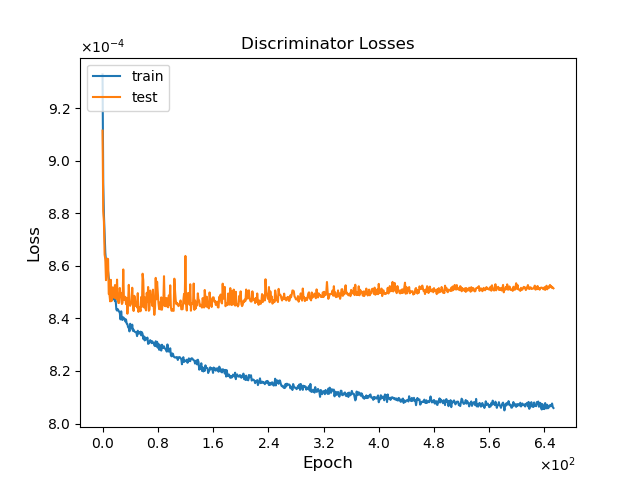 Discriminator Losses
×10⁻⁴
train
test
9.2
9.0
8.8
8.6
8.4
8.2
8.0
Loss
0.0 0.8 1.6 2.4 3.2 4.0 4.8 5.6 6.4
Epoch
×10²